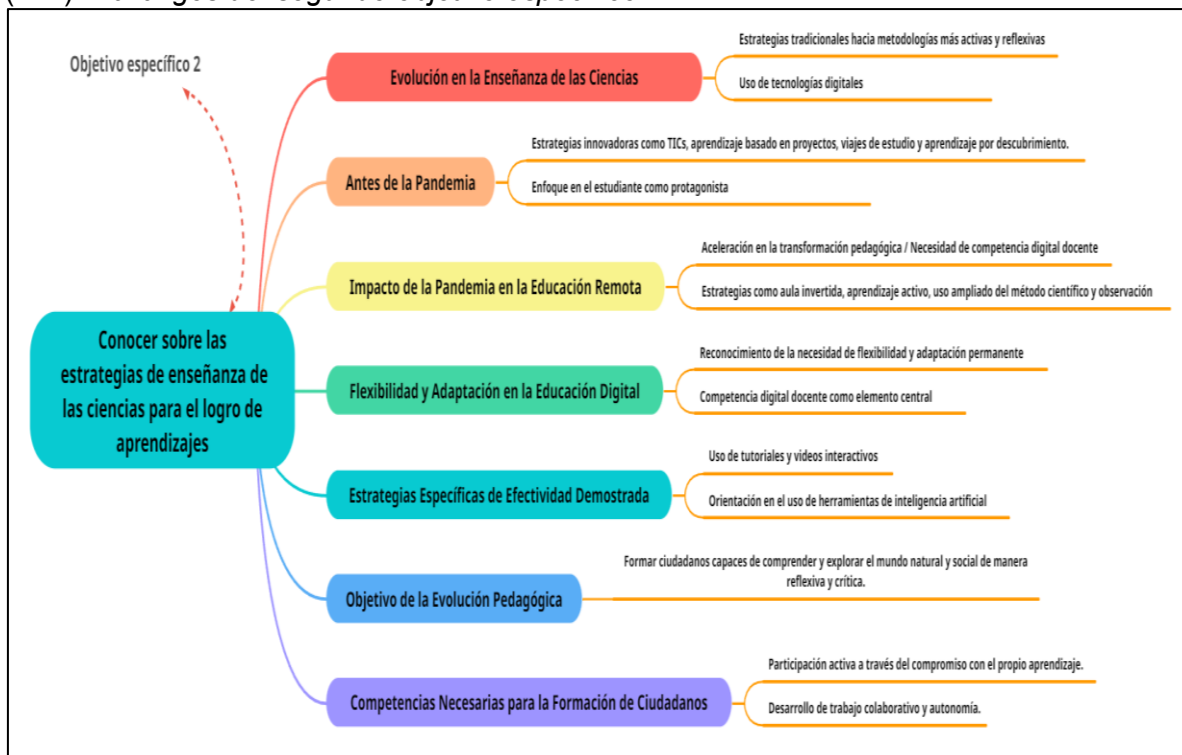 Objetivo específico 2
Evolución en la Enseñanza de las Ciencias
Estrategias tradicionales hacia metodologías más activas y reflexivas
Uso de tecnologías digitales
Antes de la Pandemia
Estrategias innovadoras como TICs, aprendizaje basado en proyectos, viajes de estudio y aprendizaje por descubrimiento.
Enfoque en el estudiante como protagonista
Impacto de la Pandemia en la Educación Remota
Aceleración en la transformación pedagógica / Necesidad de competencia digital docente
Estrategias como aula invertida, aprendizaje activo, uso ampliado del método científico y observación
Conocer sobre las
estrategias de enseñanza de
las ciencias para el logro de
aprendizajes
Flexibilidad y Adaptación en la Educación Digital
Reconocimiento de la necesidad de flexibilidad y adaptación permanente
Competencia digital docente como elemento central
Estrategias Específicas de Efectividad Demostrada
Uso de tutoriales y videos interactivos
Orientación en el uso de herramientas de inteligencia artificial
Objetivo de la Evolución Pedagógica
Formar ciudadanos capaces de comprender y explorar el mundo natural y social de manera
reflexiva y crítica.
Competencias Necesarias para la Formación de Ciudadanos
Participación activa a través del compromiso con el propio aprendizaje.
Desarrollo de trabajo colaborativo y autonomía.